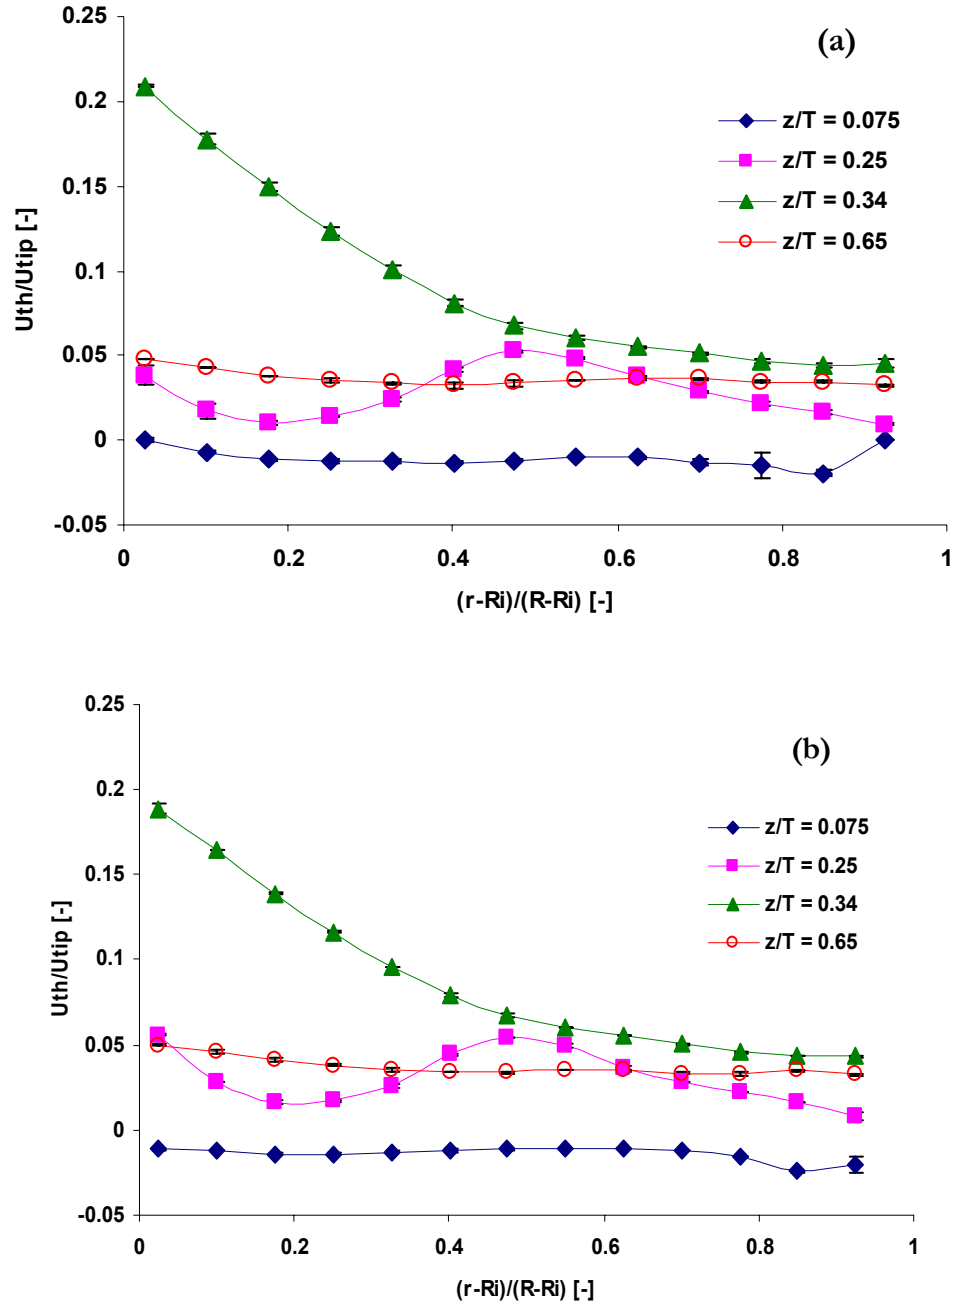 0.25
(a)
0.2
z/T = 0.075
z/T = 0.25
0.15
z/T = 0.34
z/T = 0.65
Uth/Utip [-]
0.1
0.05
0
-0.05
0 0.2 0.4 0.6 0.8 1
(r-Ri)/(R-Ri) [-]
0.25
(b)
0.2
z/T = 0.075
z/T = 0.25
0.15
z/T = 0.34
z/T = 0.65
Uth/Utip [-]
0.1
0.05
0
-0.05
0 0.2 0.4 0.6 0.8 1
(r-Ri)/(R-Ri) [-]